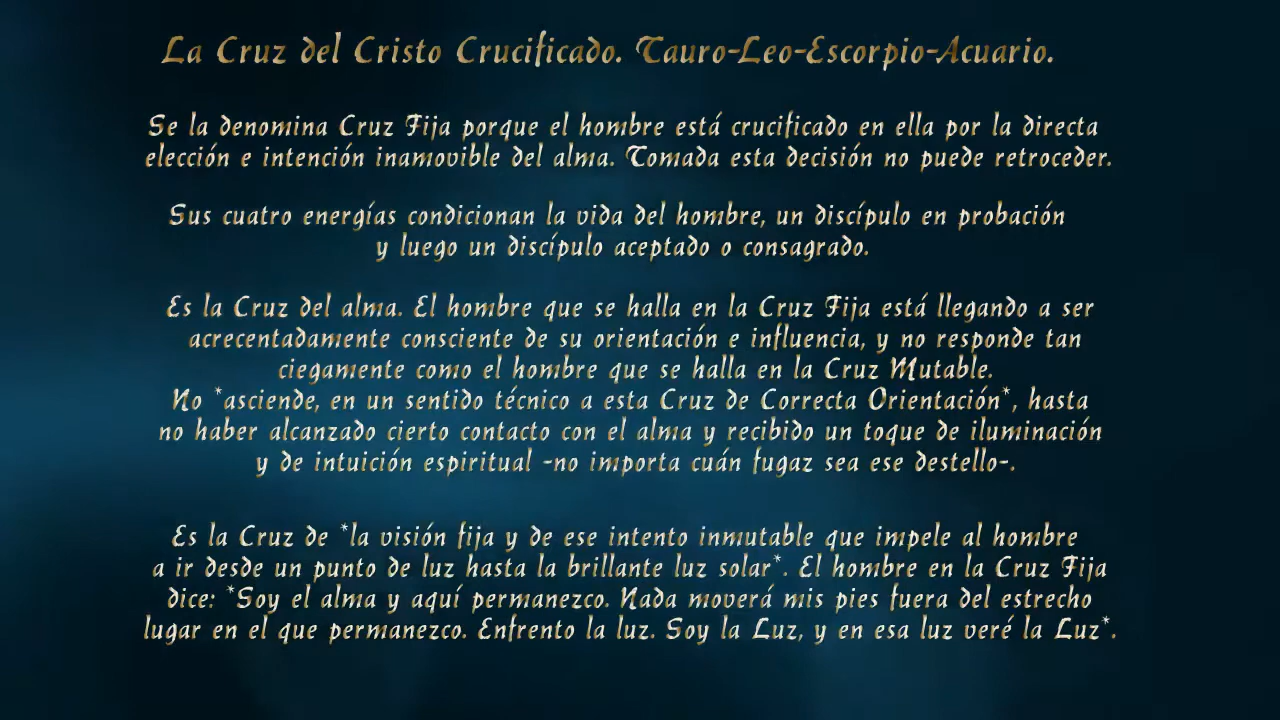 La Cruz del Cristo Crucificado. Tauro-Leo-Escorpio-Acuario.
Se la denomina Cruz Fija porque el hombre está crucificado en ella por la directa
elección e intención inamovible del alma. Tomada esta decisión no puede retroceder.
Sus cuatro energías condicionan la vida del hombre, un discípulo en probación
y luego un discípulo aceptado o consagrado.
Es la Cruz del alma. El hombre que se halla en la Cruz Fija está llegando a ser
acrecentadamente consciente de su orientación e influencia, y no responde tan
ciegamente como el hombre que se halla en la Cruz Mutable.
No *asciende, en un sentido técnico a esta Cruz de Correcta Orientación*, hasta
no haber alcanzado cierto contacto con el alma y recibido un toque de iluminación
y de intuición espiritual -no importa cuán fugaz sea ese destello-.
Es la Cruz de *la visión fija y de ese intento inmutable que impele al hombre
a ir desde un punto de luz hasta la brillante luz solar*. El hombre en la Cruz Fija
dice: *Soy el alma y aquí permanezco. Nada moverá mis pies fuera del estrecho
lugar en el que permanezco. Enfrento la luz. Soy la Luz, y en esa luz veré la Luz*.